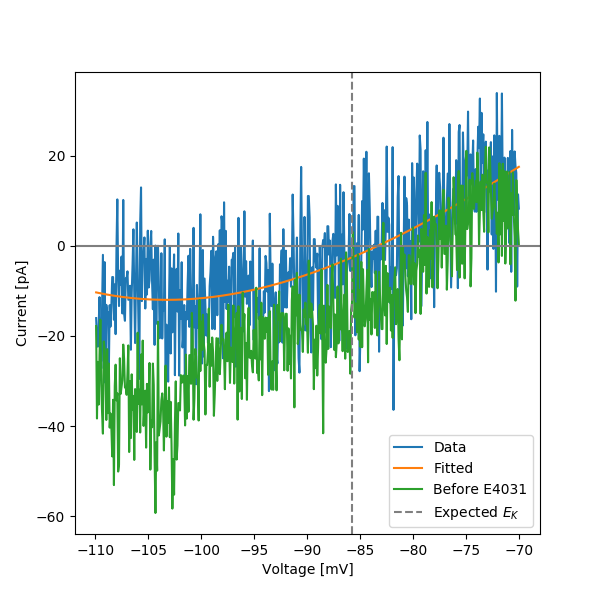 20
0
−20
−40
−60
Current [pA]
Data
Fitted
Before E4031
Expected E_K
−110
−105
−100
−95
−90
−85
−80
−75
−70
Voltage [mV]